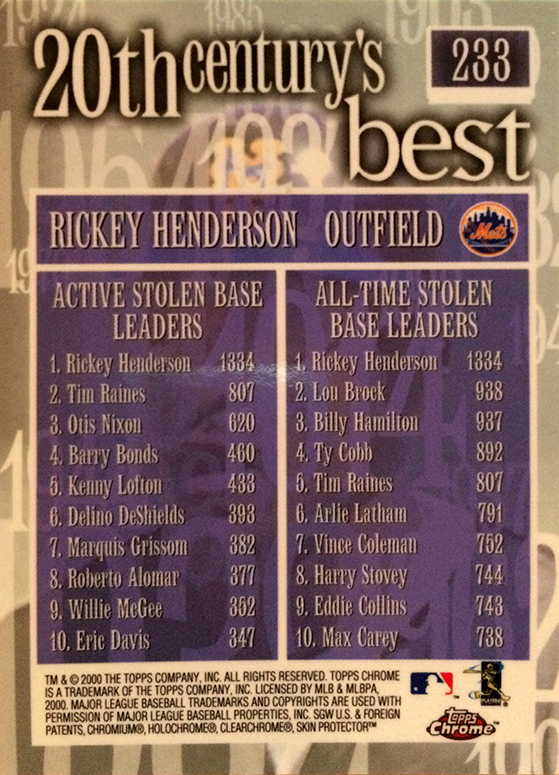 20th century's
best
233
RICKEY HENDERSON OUTFIELD
Mets
ACTIVE STOLEN BASE
LEADERS
1. Rickey Henderson 1334
2. Tim Raines 807
3. Otis Nixon 620
4. Barry Bonds 460
5. Kenny Lofton 433
6. Delino DeShields 393
7. Marquis Grissom 382
8. Roberto Alomar 377
9. Willie McGee 352
10. Eric Davis 347
ALL-TIME STOLEN
BASE LEADERS
1. Rickey Henderson 1334
2. Lou Brock 938
3. Billy Hamilton 937
4. Ty Cobb 892
5. Tim Raines 807
6. Arlie Latham 791
7. Vince Coleman 752
8. Harry Stovey 744
9. Eddie Collins 743
10. Max Carey 738
TM & © 2000 THE TOPPS COMPANY, INC. ALL RIGHTS RESERVED. TOPPS CHROME
IS A TRADEMARK OF THE TOPPS COMPANY, INC. LICENSED BY MLB & MLBPA,
2000. MAJOR LEAGUE BASEBALL TRADEMARKS AND COPYRIGHTS ARE USED WITH
PERMISSION OF MAJOR LEAGUE BASEBALL PROPERTIES, INC. SGW U.S. & FOREIGN
PATENTS, CHROMIUM®, HOLOCHROME®, CLEARCHROME®, SKIN PROTECTOR™
TOPPS
Chrome™